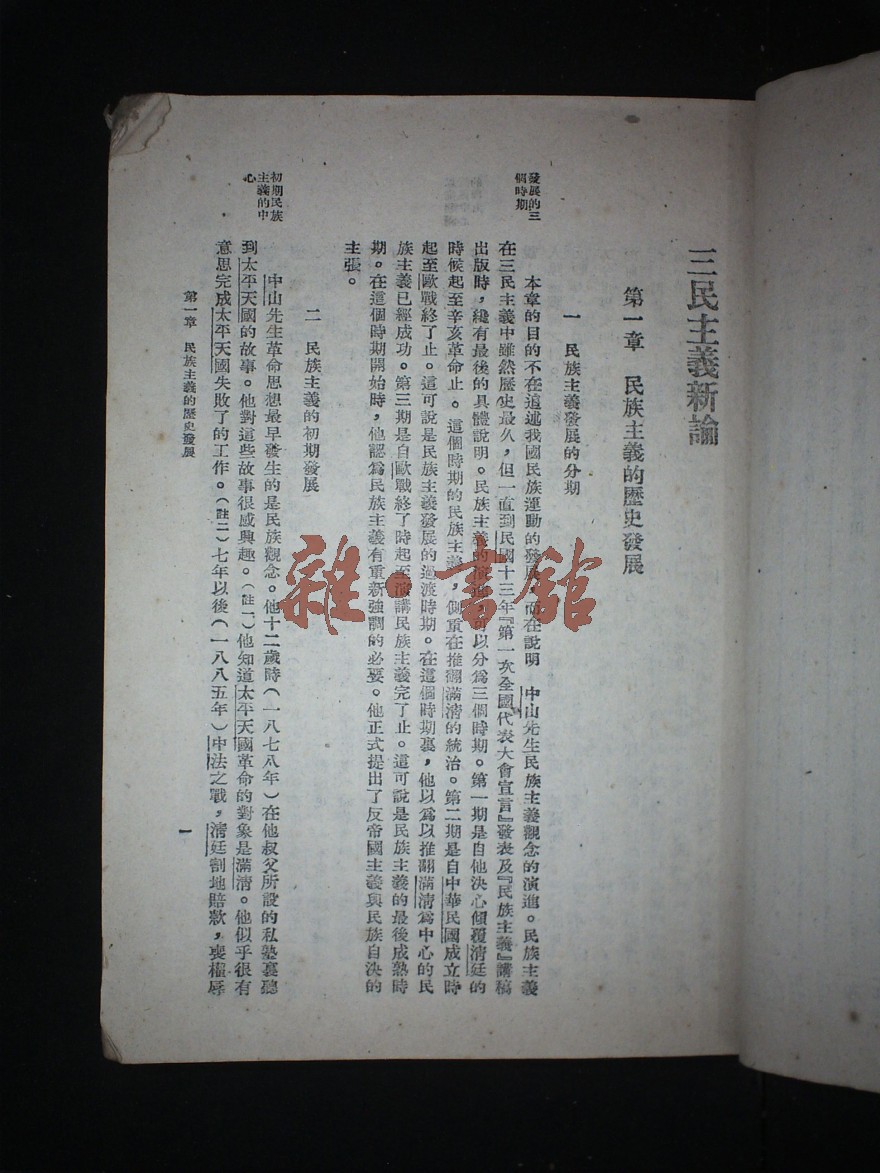 三民主義新論
第一章　民族主義的歷史發展
一　民族主義發展的分期
發展的三
個時期
本章的目的不在追述我國民族運動的發展，而在說明　中山先生民族主義觀念的演進。民族主義
在三民主義中雖然歷史最久，但一直到民國十三年『第一次全國代表大會宣言』發表及『民族主義』講稿
出版時，纔有最後的具體說明。民族主義的演進，可以分爲三個時期。第一期是自他決心傾覆清廷的
時候起至辛亥革命止。這個時期的民族主義，側重在推翻滿清的統治。第二期是自中華民國成立時
起至歐戰終了止。這可說是民族主義發展的過渡時期。在這個時期裏，他以爲以推翻滿清爲中心的民
族主義已經成功。第三期是自歐戰終了時起至演講民族主義完了止。這可說是民族主義的最後成熟時
期。在這個時期開始時，他認爲民族主義有重新強調的必要。他正式提出了反帝國主義與民族自決的
主張。
二　民族主義的初期發展
初期民族
主義的中
心
中山先生革命思想最早發生的是民族觀念。他十二歲時（一八七八年）在他叔父所設的私塾裏聽
到太平天國的故事。他對這些故事很感興趣。（註一）他知道太平天國革命的對象是滿清。他似乎很有
意思完成太平天國失敗了的工作。（註二）七年以後（一八八五年）中法之戰，清廷割地賠款，喪權辱
第一章　民族主義的歷史發展
一
雜·書館